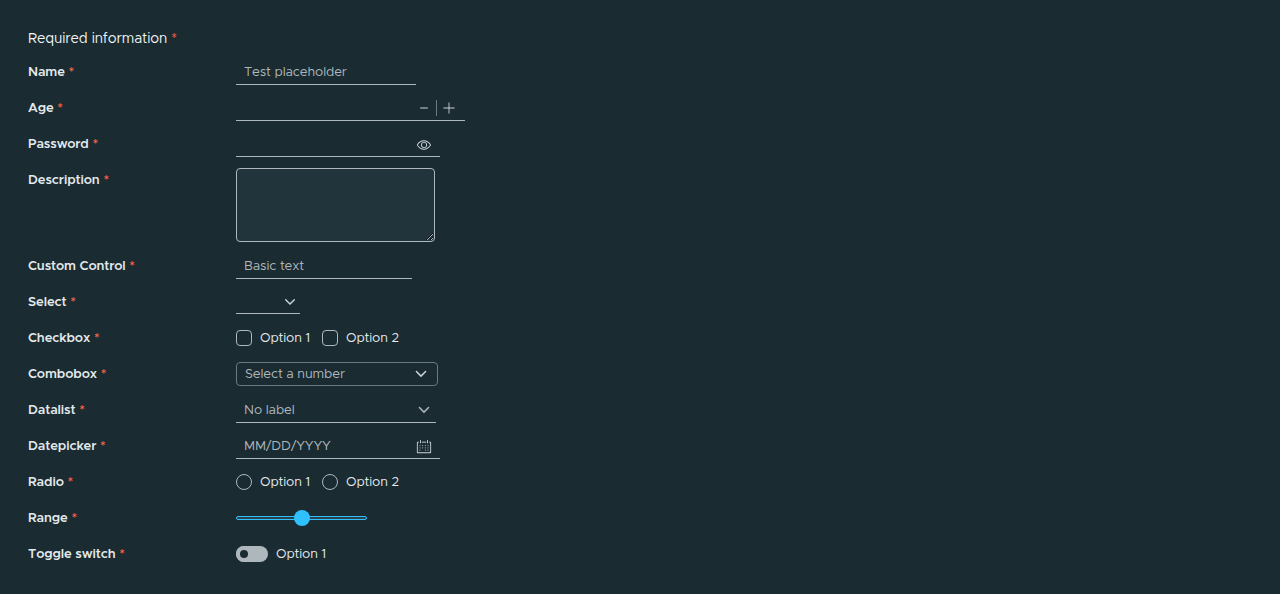 Required information *
Name * Test placeholder
Age *
Password *
Description *
Custom Control * Basic text
Select *
Checkbox * Option 1 Option 2
Combobox * Select a number
Datalist * No label
Datepicker * MM/DD/YYYY
Radio * Option 1 Option 2
Range *
Toggle switch * Option 1